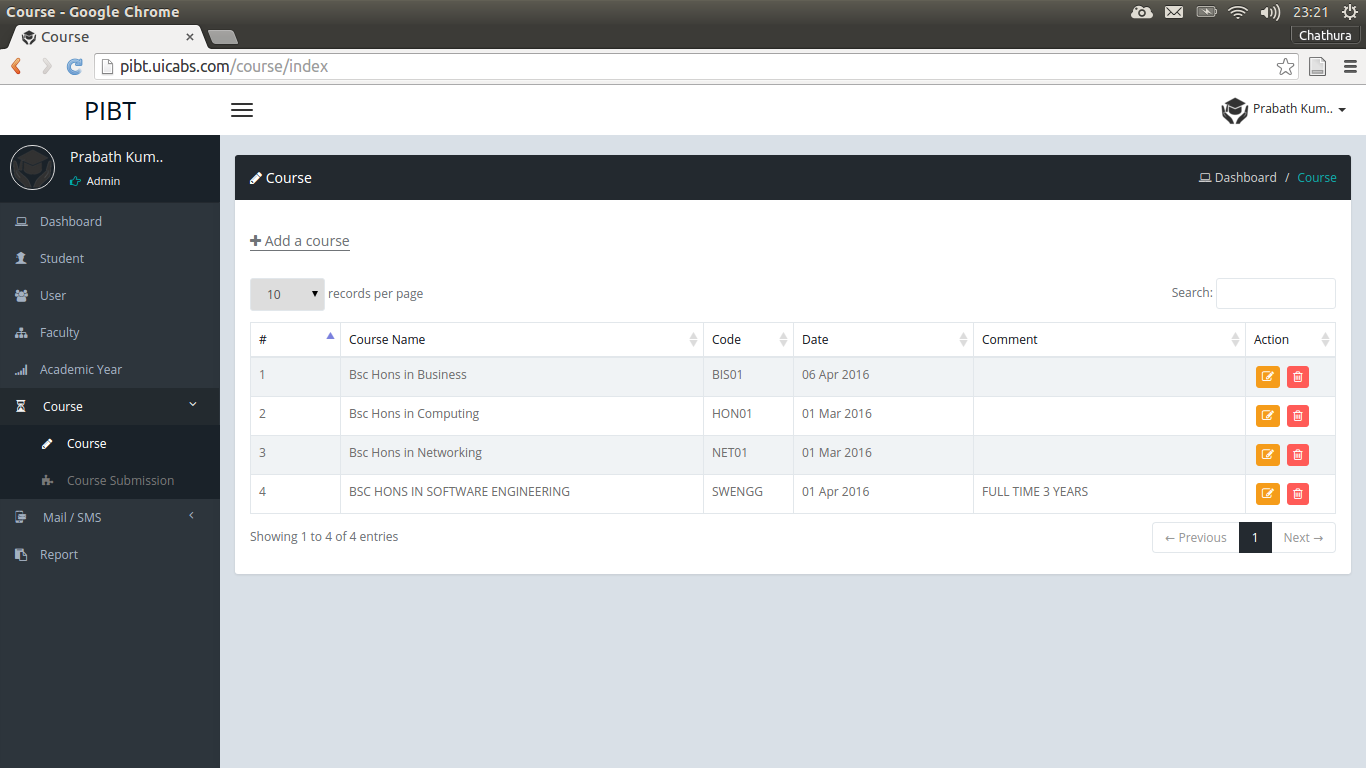 Course - Google Chrome 23:21
Course × Chathura
pibt.uicabs.com/course/index
PIBT Prabath Kum..
Prabath Kum..
Admin
Dashboard
Student
User
Faculty
Academic Year
Course
Course
Course Submission
Mail / SMS
Report
Course Dashboard / Course
Add a course
10 records per page Search:
# Course Name Code Date Comment Action
1 Bsc Hons in Business BIS01 06 Apr 2016
2 Bsc Hons in Computing HON01 01 Mar 2016
3 Bsc Hons in Networking NET01 01 Mar 2016
4 BSC HONS IN SOFTWARE ENGINEERING SWENGG 01 Apr 2016 FULL TIME 3 YEARS
Showing 1 to 4 of 4 entries ← Previous 1 Next →